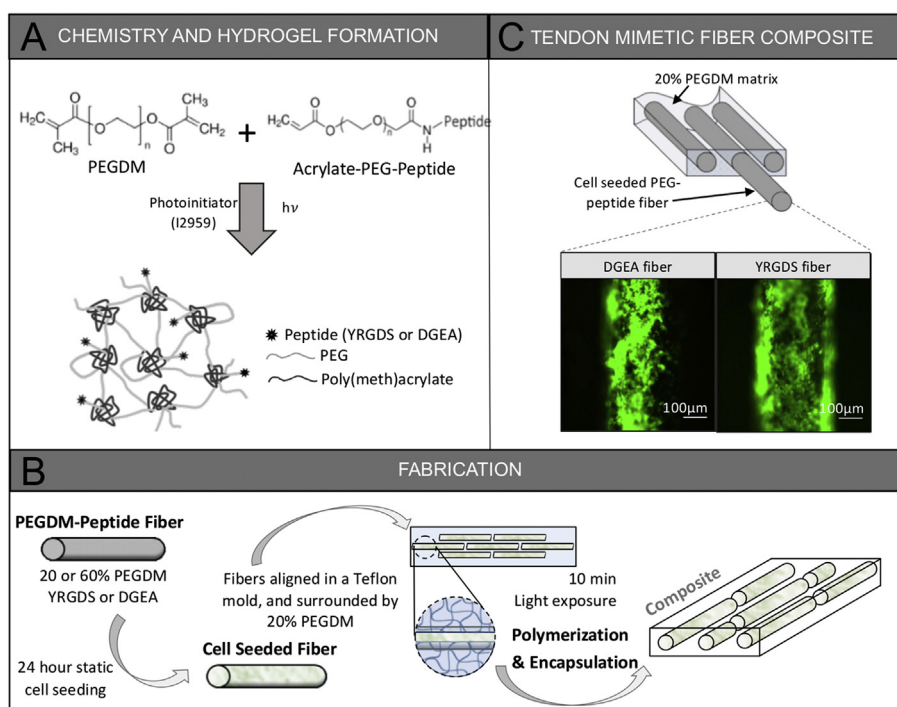 A CHEMISTRY AND HYDROGEL FORMATION
H₂C
O
O
CH₃
n
O
O
CH₂
CH₃
PEGDM
+
H₂C
O
O
O
n
O
N
H
Peptide
Acrylate-PEG-Peptide
Photoinitiator
(I2959)
hν
Peptide (YRGDS or DGEA)
PEG
Poly(meth)acrylate
C TENDON MIMETIC FIBER COMPOSITE
20% PEGDM matrix
Cell seeded PEG-
peptide fiber
DGEA fiber
YRGDS fiber
100μm
100μm
B FABRICATION
PEGDM-Peptide Fiber
20 or 60% PEGDM
YRGDS or DGEA
24 hour static
cell seeding
Cell Seeded Fiber
Fibers aligned in a Teflon
mold, and surrounded by
20% PEGDM
10 min
Light exposure
Polymerization
& Encapsulation
Composite